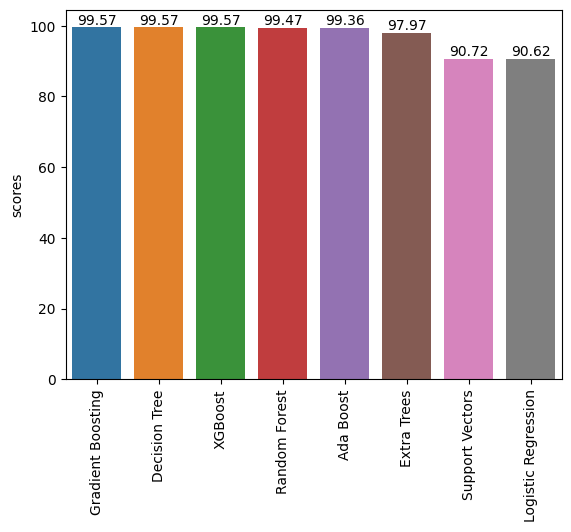 99.57 99.57 99.57 99.47 99.36 97.97 90.72 90.62
100
80
60
40
20
0
scores
Gradient Boosting
Decision Tree
XGBoost
Random Forest
Ada Boost
Extra Trees
Support Vectors
Logistic Regression